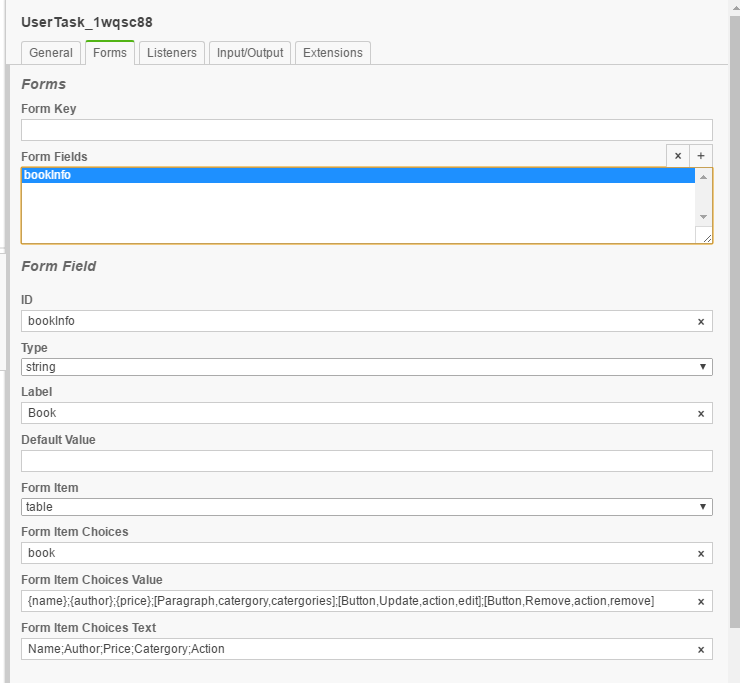 UserTask_1wqsc88
General Forms Listeners Input/Output Extensions
Forms
Form Key
Form Fields × +
bookInfo
Form Field
ID
bookInfo ×
Type
string
Label
Book ×
Default Value
Form Item
table
Form Item Choices
book ×
Form Item Choices Value
{name};{author};{price};[Paragraph,catergory,catergories];[Button,Update,action,edit];[Button,Remove,action,remove] ×
Form Item Choices Text
Name;Author;Price;Catergory;Action ×